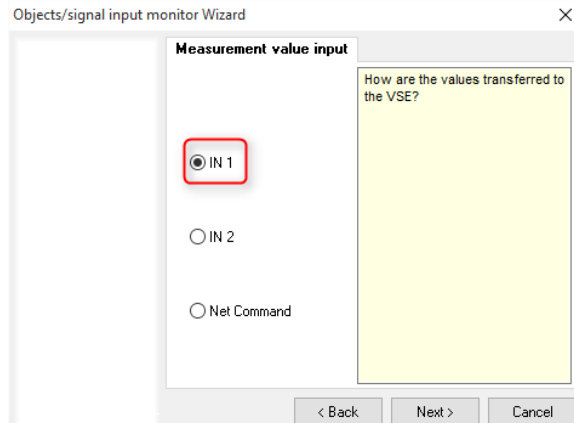 Objects/signal input monitor Wizard
Measurement value input
How are the values transferred to
the VSE?
IN 1
IN 2
Net Command
< Back
Next >
Cancel